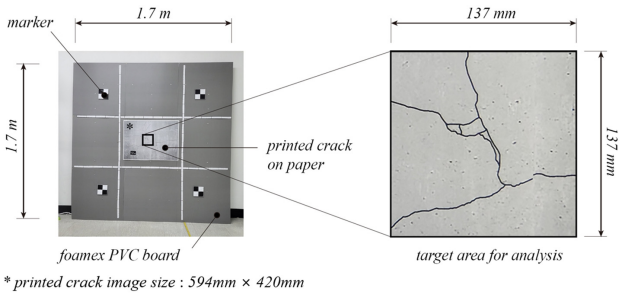 1.7 m
137 mm
marker
1.7 m
137 mm
*
printed crack
on paper
foamex PVC board
target area for analysis
* printed crack image size : 594mm × 420mm